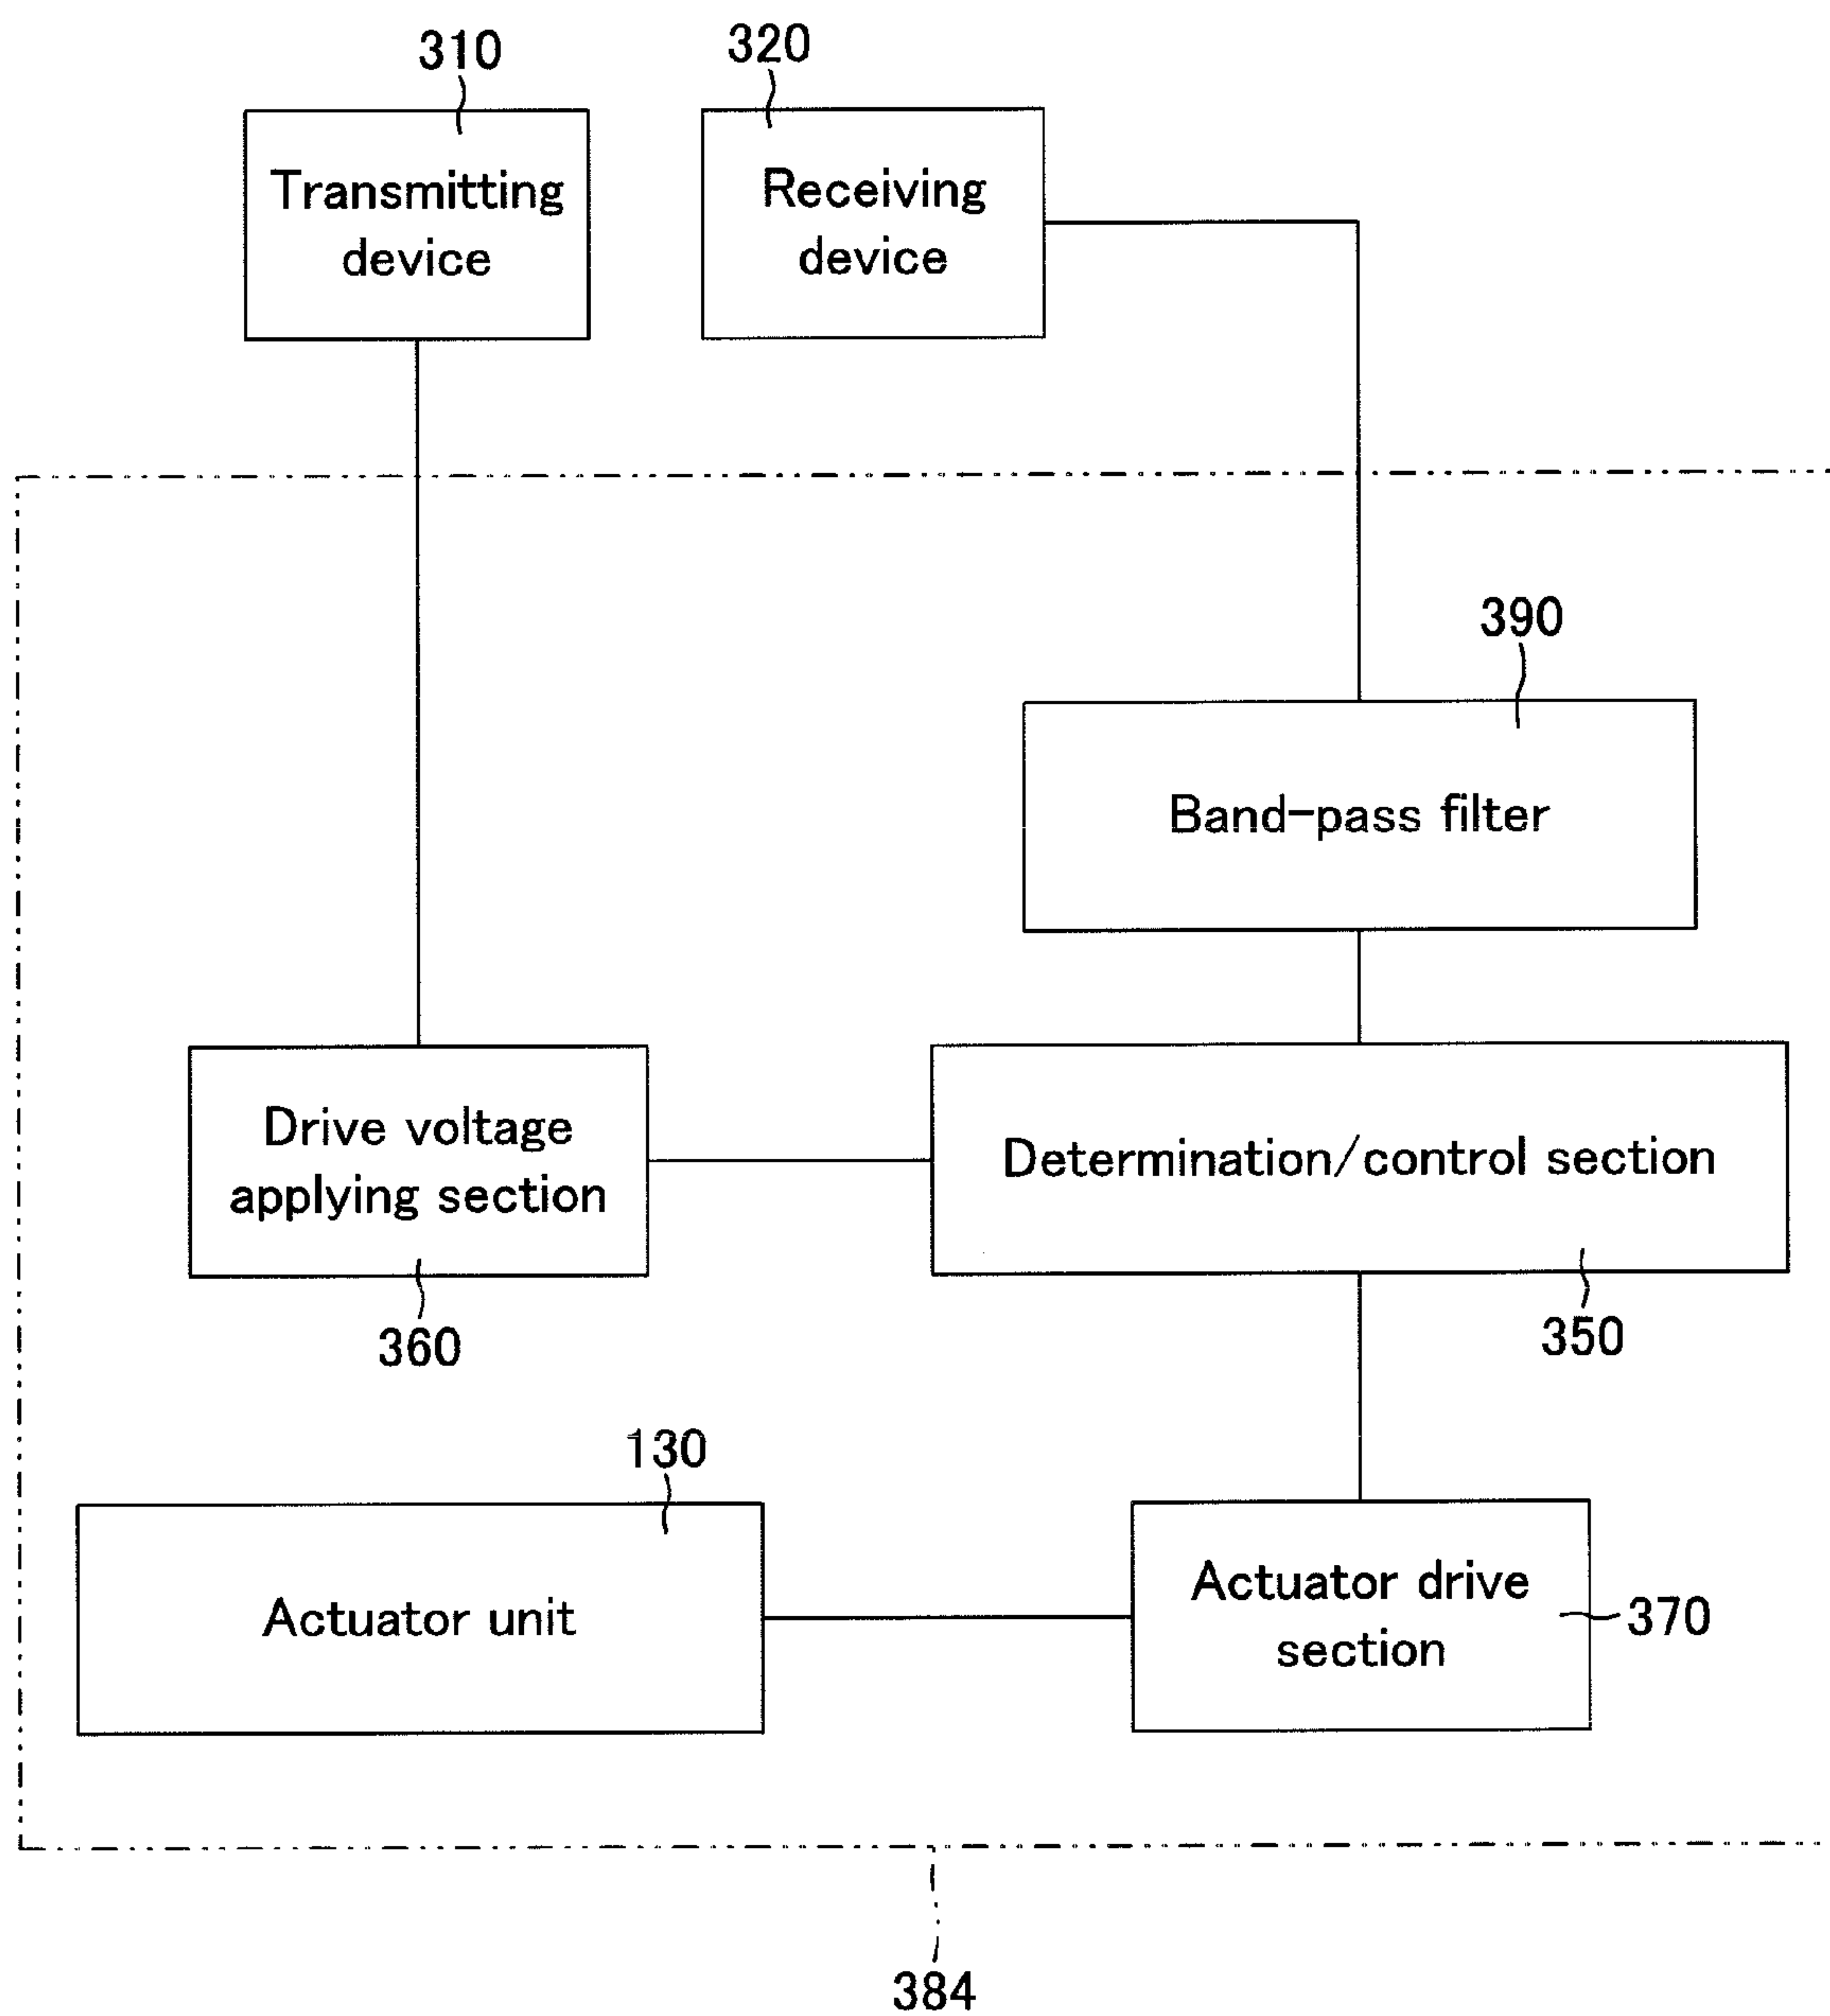 310
320
Transmitting
device
Receiving
device
390
Band-pass filter
Drive voltage
applying section
Determination/control section
360
350
130
Actuator unit
Actuator drive
section
370
384